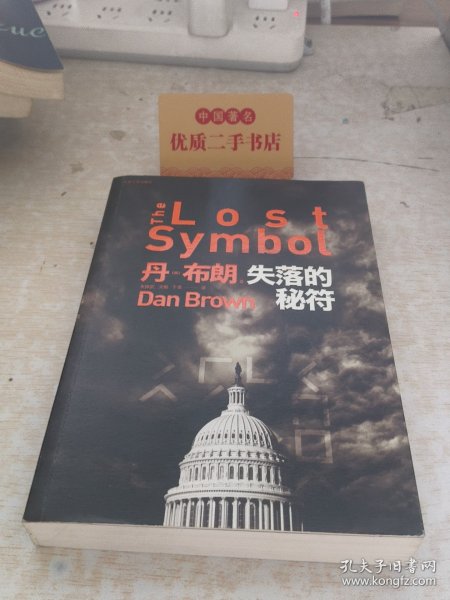 中国著名
优质二手书店
The Lost
Symbol
丹·布朗
Dan Brown
失落的
秘符
孔夫子旧书网
www.kongfz.com